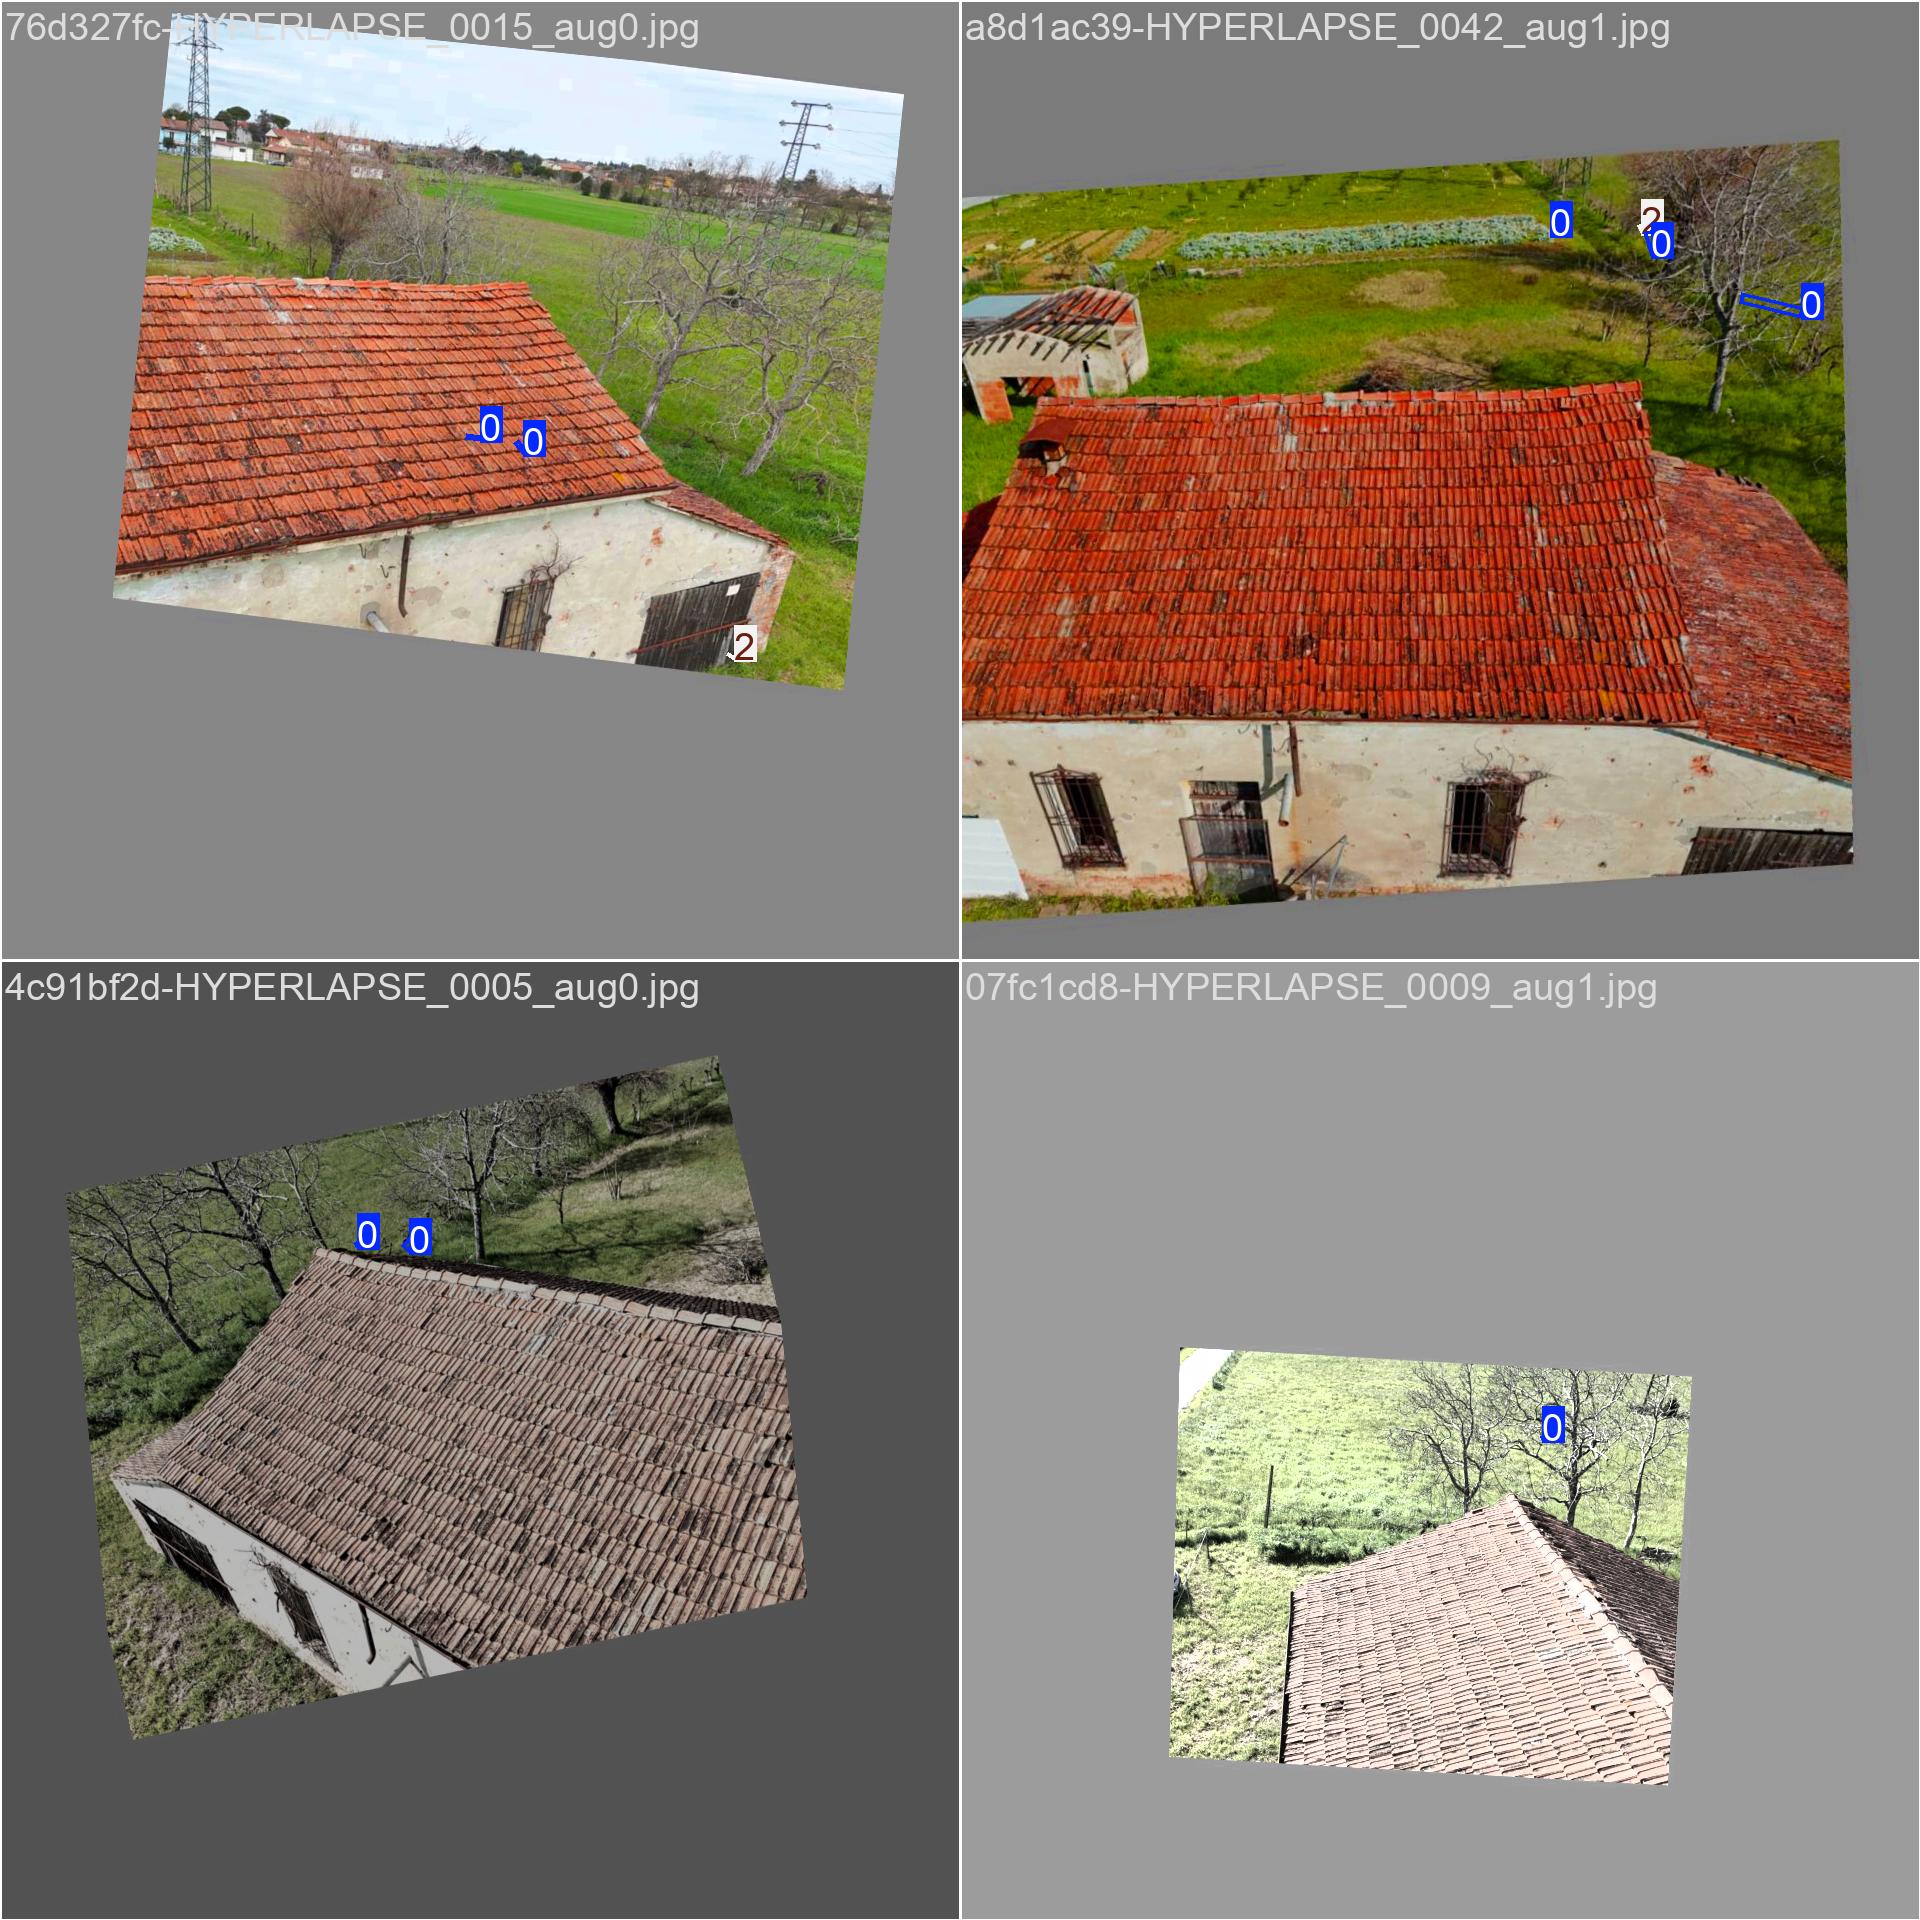 76d327fc-HYPERLAPSE_0015_aug0.jpg
a8d1ac39-HYPERLAPSE_0042_aug1.jpg
0
2
0
0
0
0
2
4c91bf2d-HYPERLAPSE_0005_aug0.jpg
07fc1cd8-HYPERLAPSE_0009_aug1.jpg
0
0
0